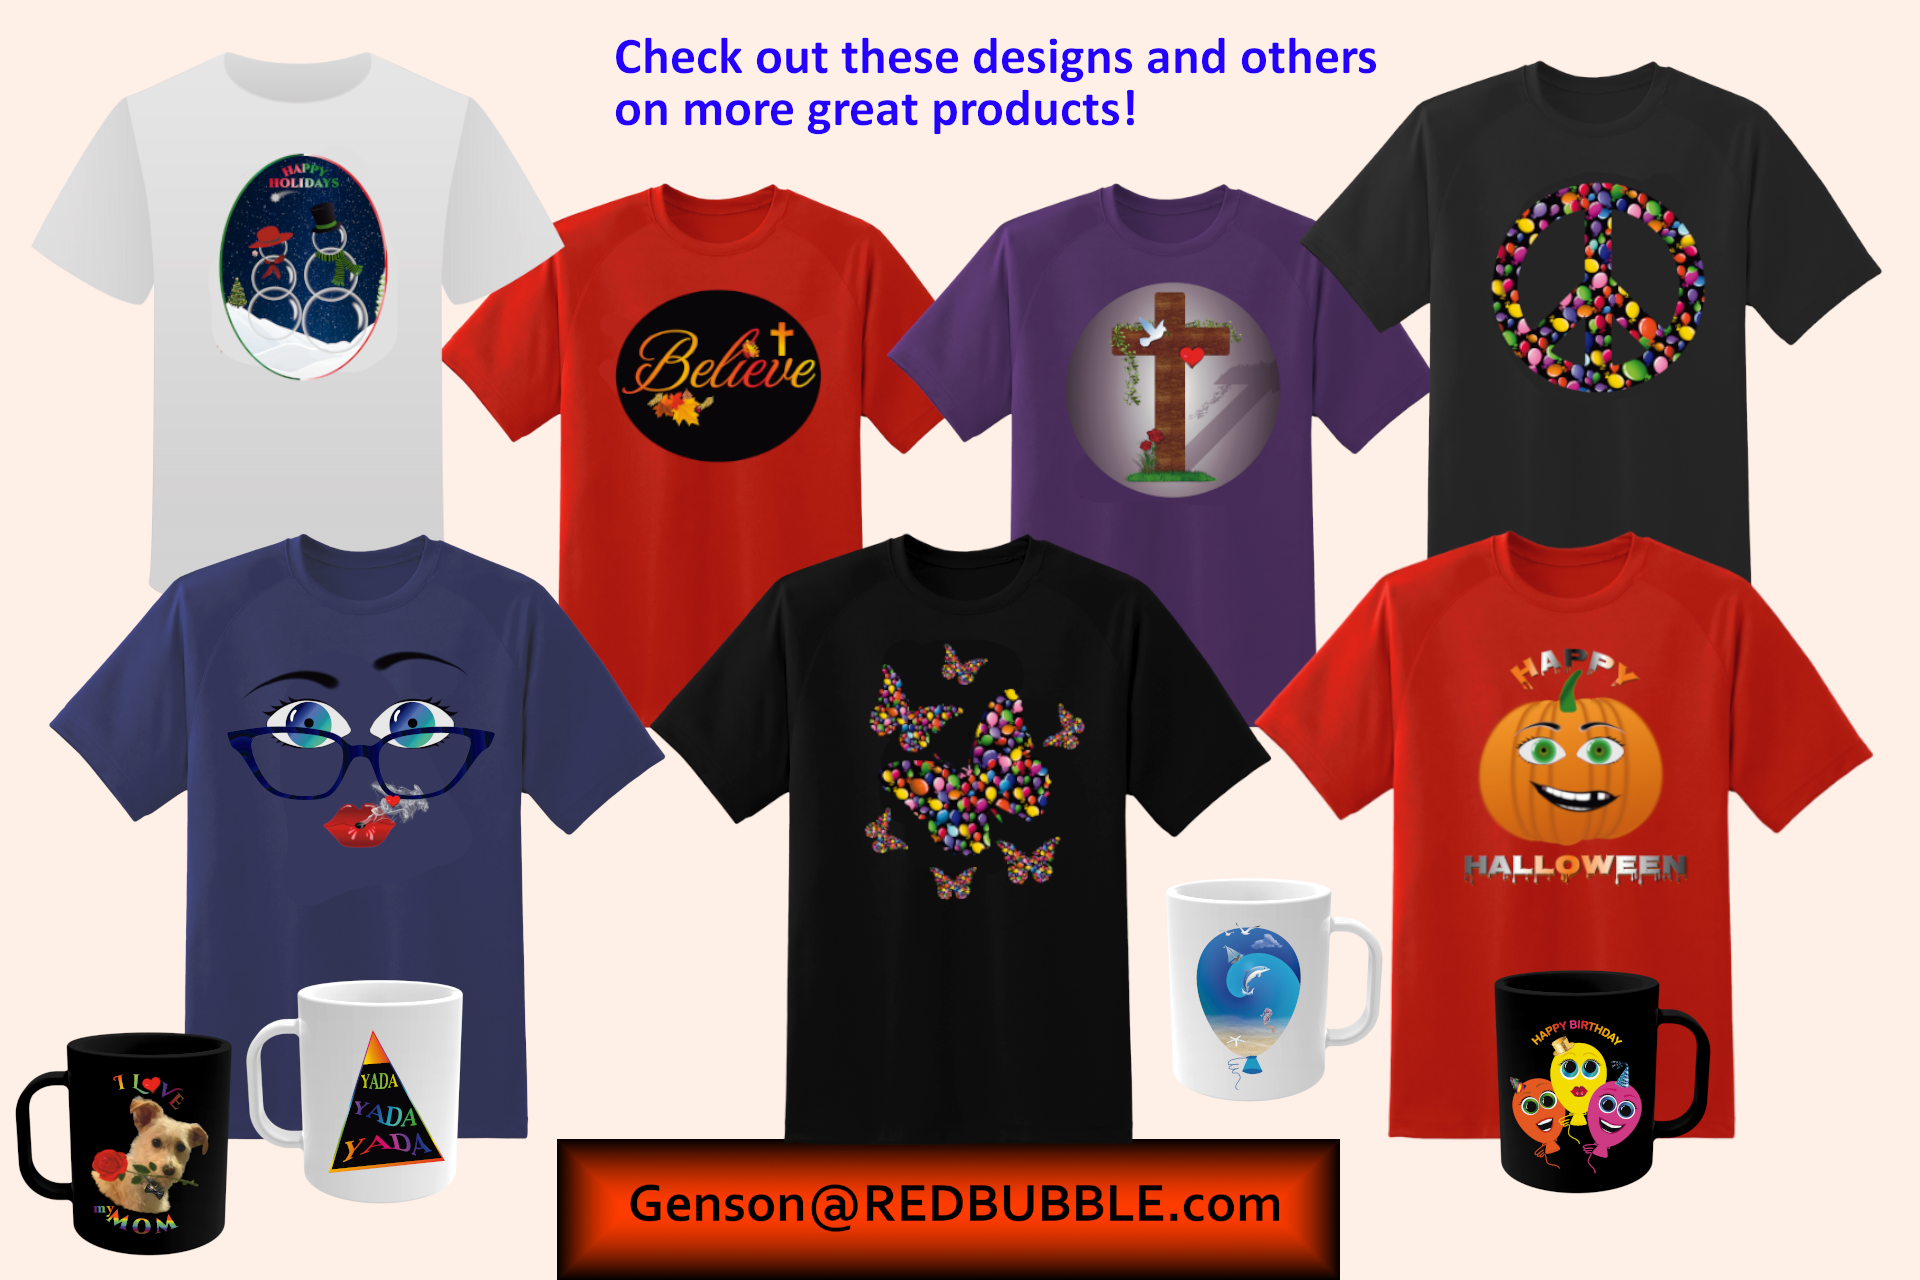 Check out these designs and others
on more great products!
HAPPY
HOLIDAYS
Believe
HAPPY
HALLOWEEN
I LOVE
my MOM
YADA
YADA
YADA
HAPPY BIRTHDAY
Genson@REDBUBBLE.com